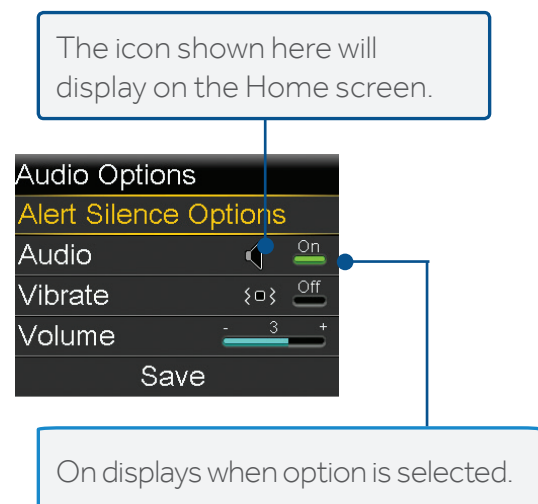 The icon shown here will
display on the Home screen.
Audio Options
Alert Silence Options
Audio On
Vibrate Off
Volume - 3 +
Save
On displays when option is selected.